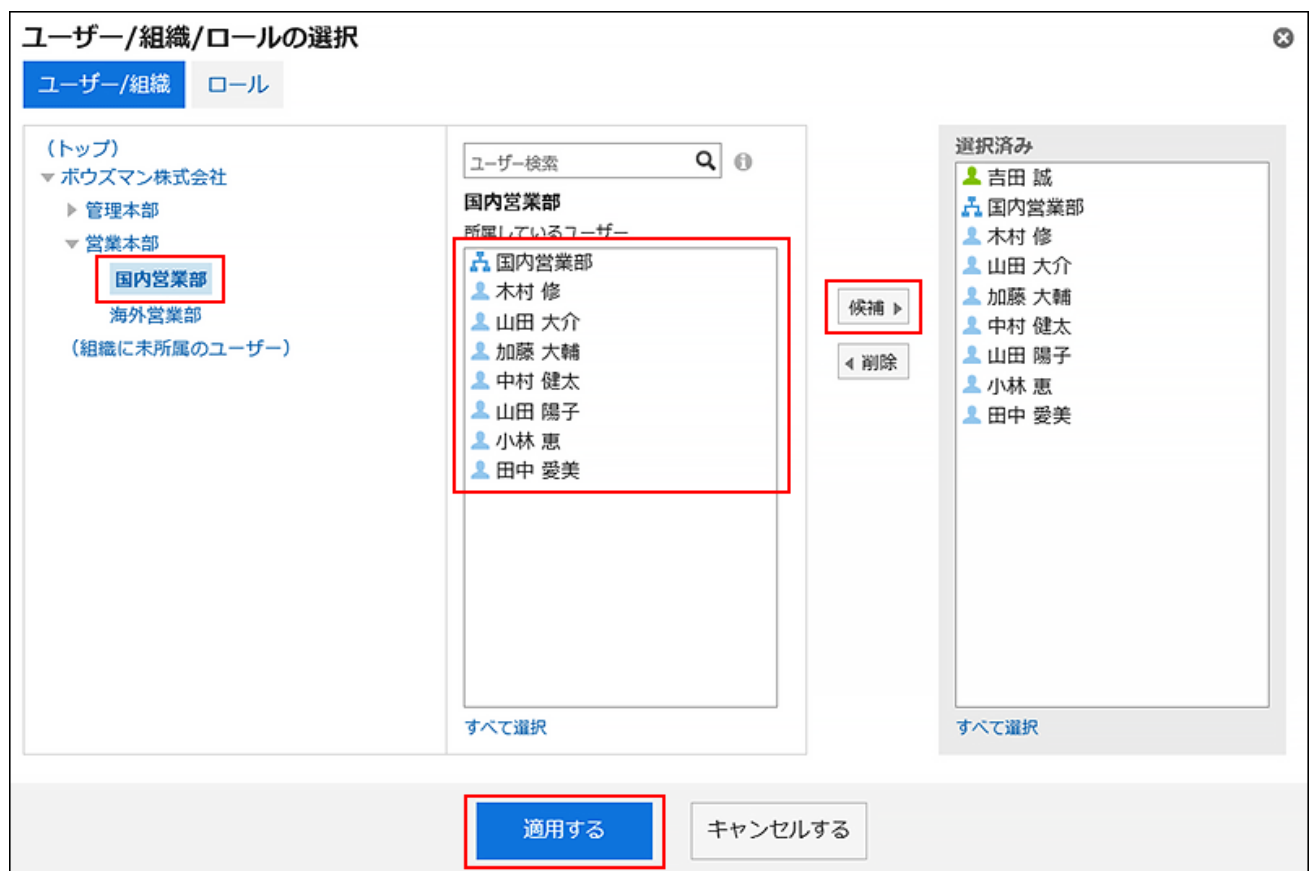 ユーザー/組織/ロールの選択
ユーザー/組織
ロール
(トップ)
ボウズマン株式会社
管理本部
営業本部
国内営業部
海外営業部
(組織に未所属のユーザー)
ユーザー検索
国内営業部
所属しているユーザー
国内営業部
木村 修
山田 大介
加藤 大輔
中村 健太
山田 陽子
小林 恵
田中 愛美
すべて選択
候補
削除
選択済み
吉田 誠
国内営業部
木村 修
山田 大介
加藤 大輔
中村 健太
山田 陽子
小林 恵
田中 愛美
すべて選択
適用する
キャンセルする